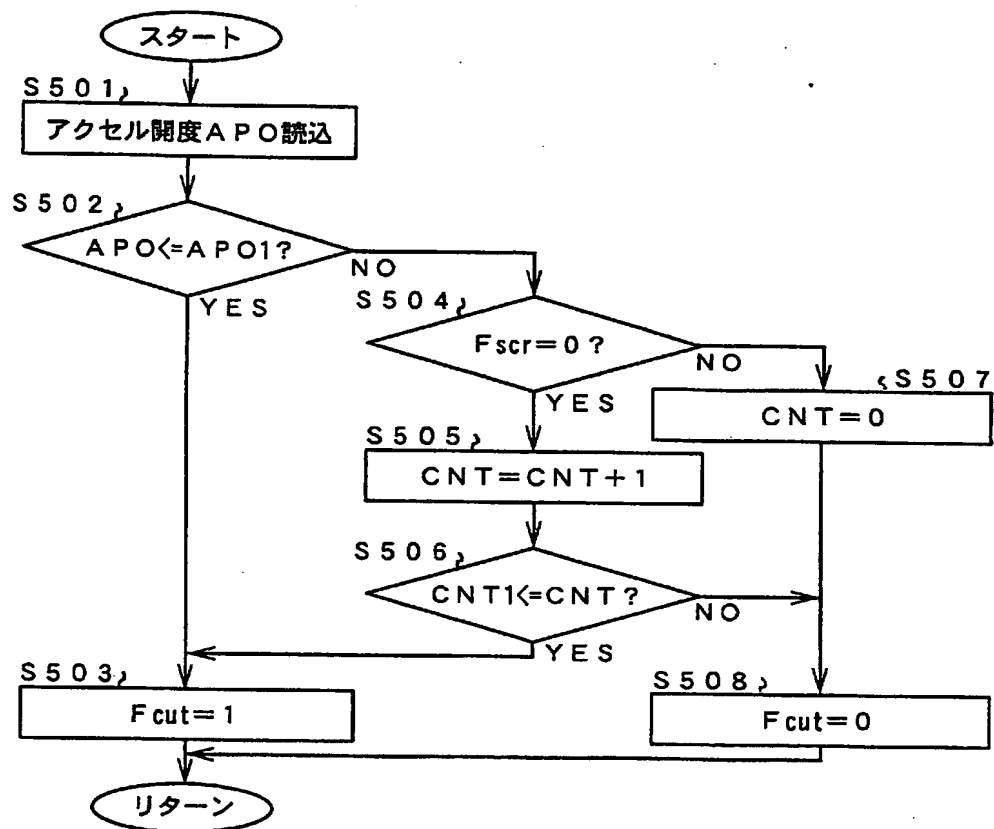 スタート
S501
アクセル開度APO読込
S502
APO<=APO1?
NO
YES
S504
Fscr=0?
NO
YES
S507
CNT=0
S505
CNT=CNT+1
S506
CNT1<=CNT?
NO
YES
S503
Fcut=1
S508
Fcut=0
リターン